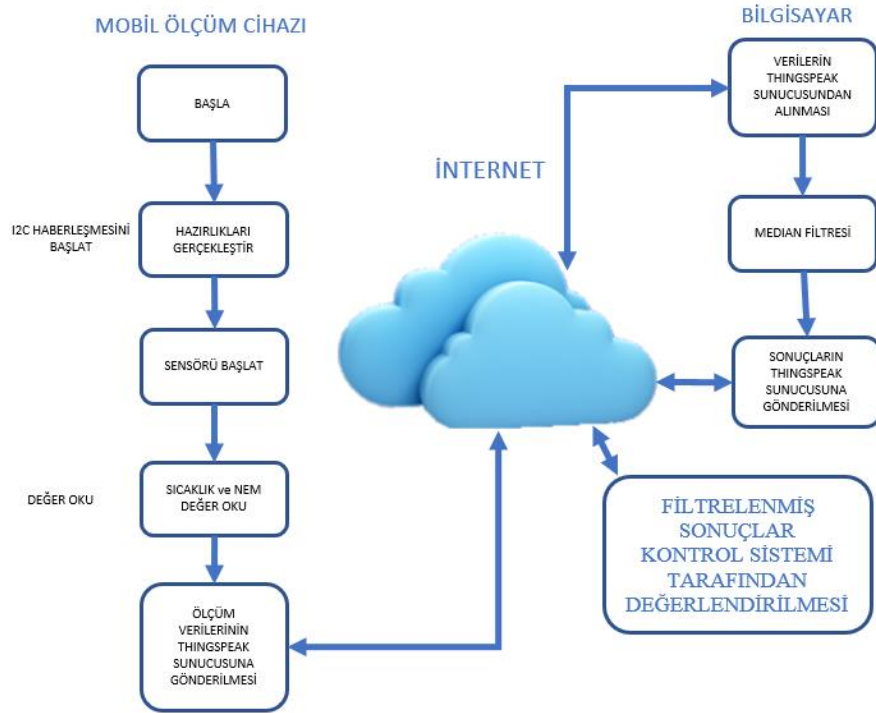 MOBİL ÖLÇÜM CİHAZI
BAŞLA
I2C HABERLEŞMESİNİ
BAŞLAT
HAZIRLIKLARI
GERÇEKLEŞTİR
SENSÖRÜ BAŞLAT
DEĞER OKU
SICAKLIK ve NEM
DEĞER OKU
ÖLÇÜM
VERİLERİNİN
THINGSPEAK
SUNUCUSUNA
GÖNDERİLMESİ
İNTERNET
BİLGİSAYAR
VERİLERİN
THINGSPEAK
SUNUCUSUNDAN
ALINMASI
MEDIAN FİLTRESİ
SONUÇLARIN
THINGSPEAK
SUNUCUSUNA
GÖNDERİLMESİ
FİLTRELENMİŞ
SONUÇLAR
KONTROL SİSTEMİ
TARAFINDAN
DEĞERLENDİRİLMESİ